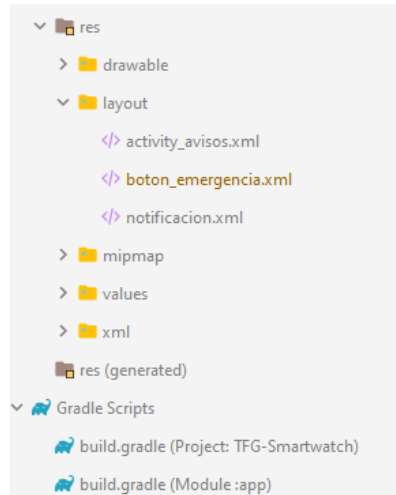 res
drawable
layout
activity_avisos.xml
boton_emergencia.xml
notificacion.xml
mipmap
values
xml
res (generated)
Gradle Scripts
build.gradle (Project: TFG-Smartwatch)
build.gradle (Module :app)